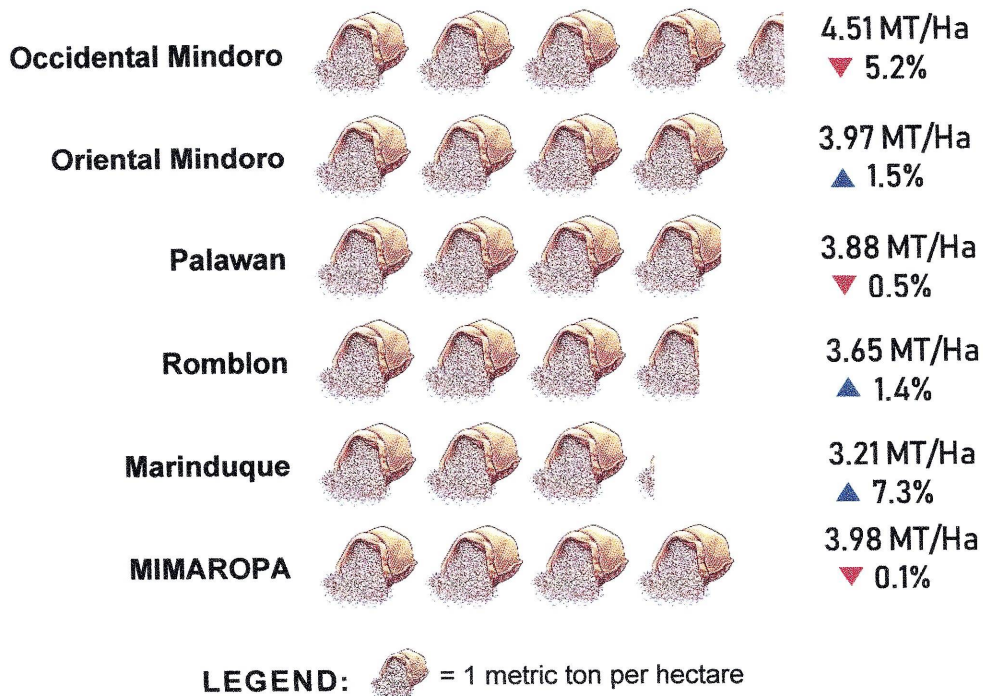 Occidental Mindoro
4.51 MT/Ha
▼ 5.2%
Oriental Mindoro
3.97 MT/Ha
▲ 1.5%
Palawan
3.88 MT/Ha
▼ 0.5%
Romblon
3.65 MT/Ha
▲ 1.4%
Marinduque
3.21 MT/Ha
▲ 7.3%
MIMAROPA
3.98 MT/Ha
▼ 0.1%
LEGEND: = 1 metric ton per hectare